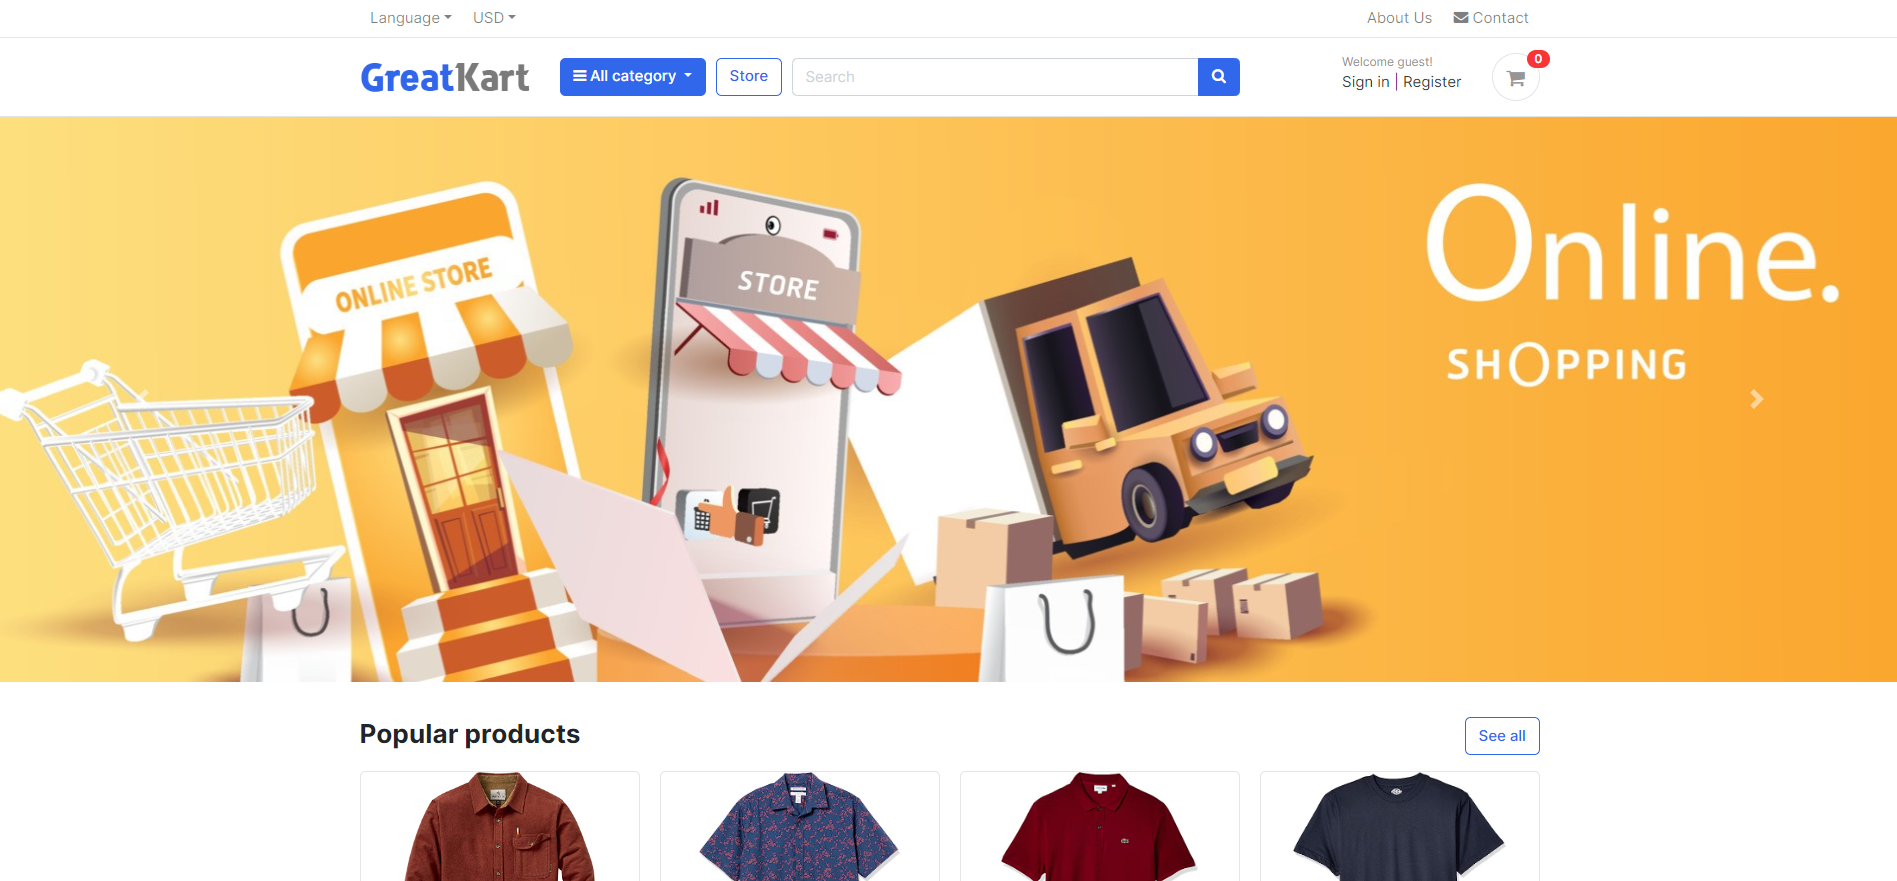 Language USD About Us Contact
GreatKart All category Store Search
Welcome guest!
Sign in | Register
0
ONLINE STORE
STORE
Online.
SHOPPING
Popular products
See all